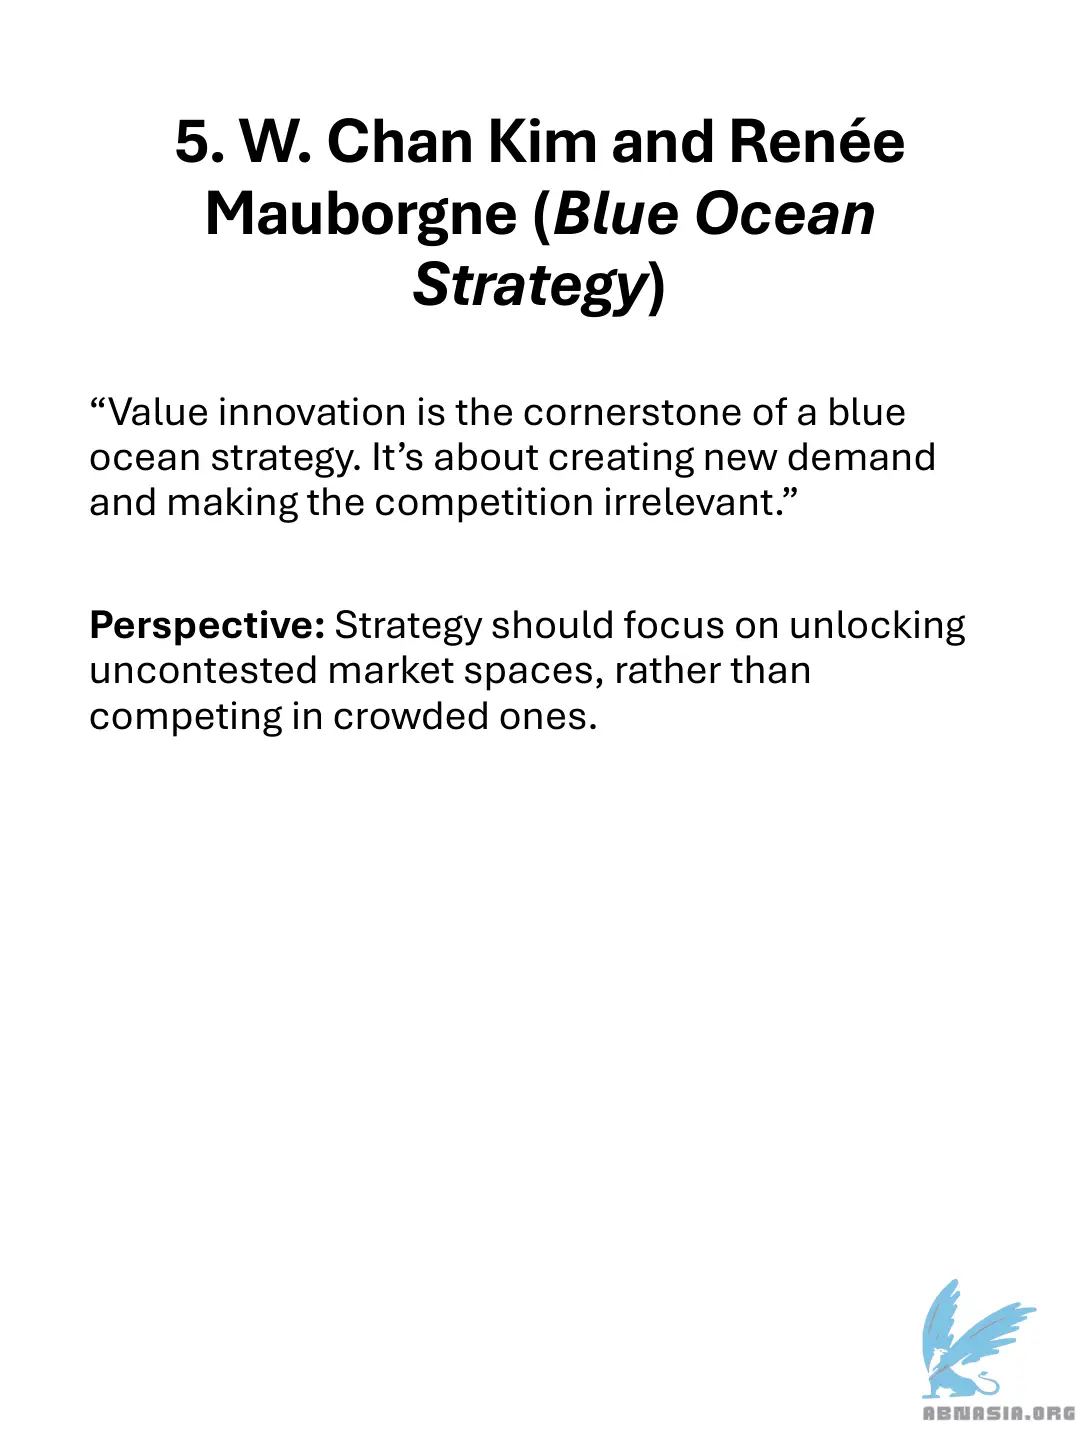 5. W. Chan Kim and Renée
Mauborgne (Blue Ocean
Strategy)
“Value innovation is the cornerstone of a blue
ocean strategy. It’s about creating new demand
and making the competition irrelevant.”
Perspective: Strategy should focus on unlocking
uncontested market spaces, rather than
competing in crowded ones.
ABNASIA.ORG